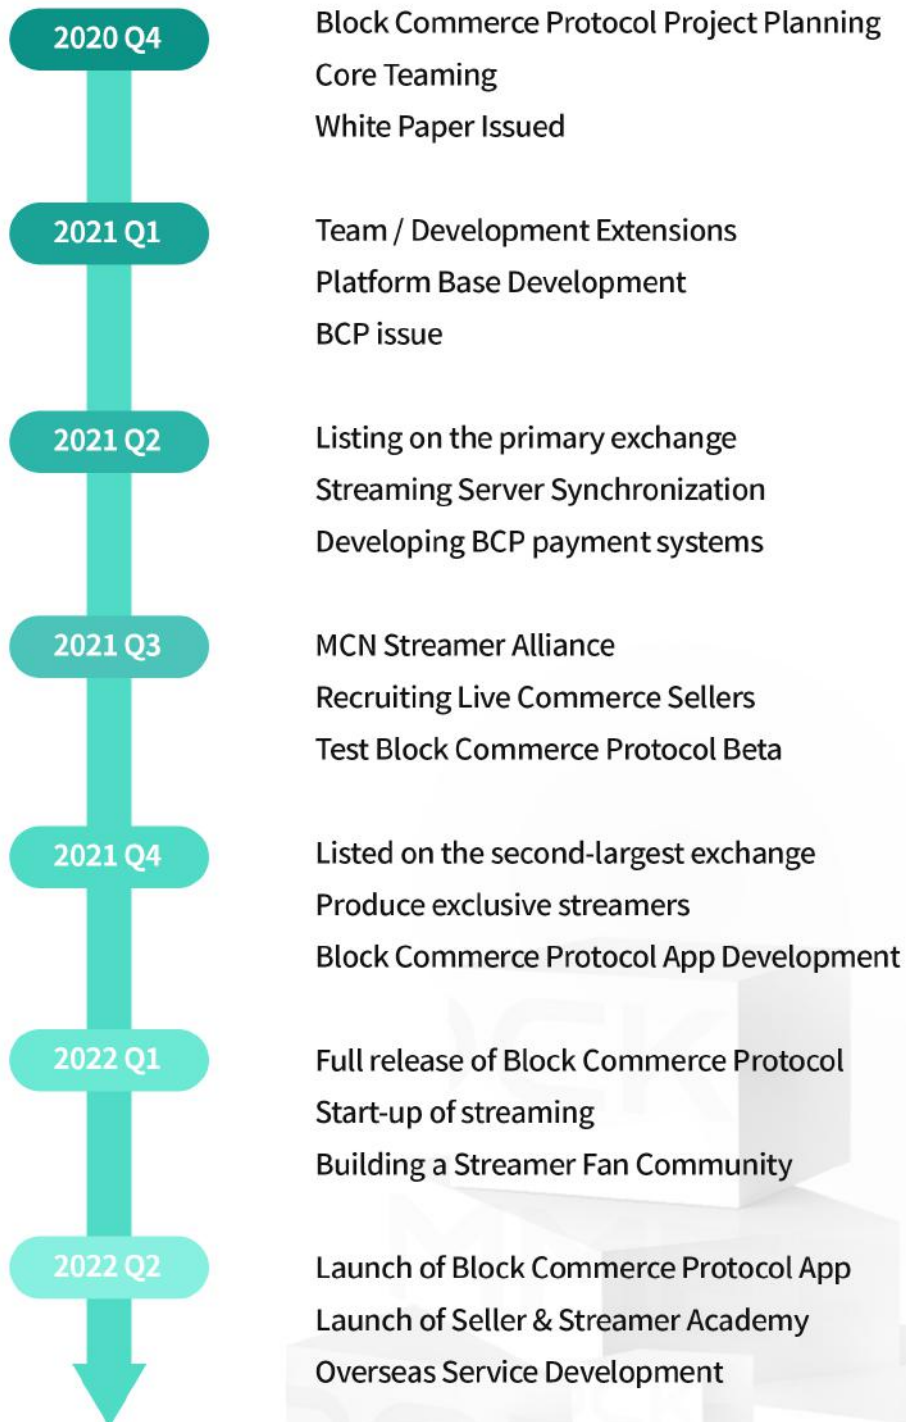 2020 Q4
Block Commerce Protocol Project Planning
Core Teaming
White Paper Issued
2021 Q1
Team / Development Extensions
Platform Base Development
BCP issue
2021 Q2
Listing on the primary exchange
Streaming Server Synchronization
Developing BCP payment systems
2021 Q3
MCN Streamer Alliance
Recruiting Live Commerce Sellers
Test Block Commerce Protocol Beta
2021 Q4
Listed on the second-largest exchange
Produce exclusive streamers
Block Commerce Protocol App Development
2022 Q1
Full release of Block Commerce Protocol
Start-up of streaming
Building a Streamer Fan Community
2022 Q2
Launch of Block Commerce Protocol App
Launch of Seller & Streamer Academy
Overseas Service Development